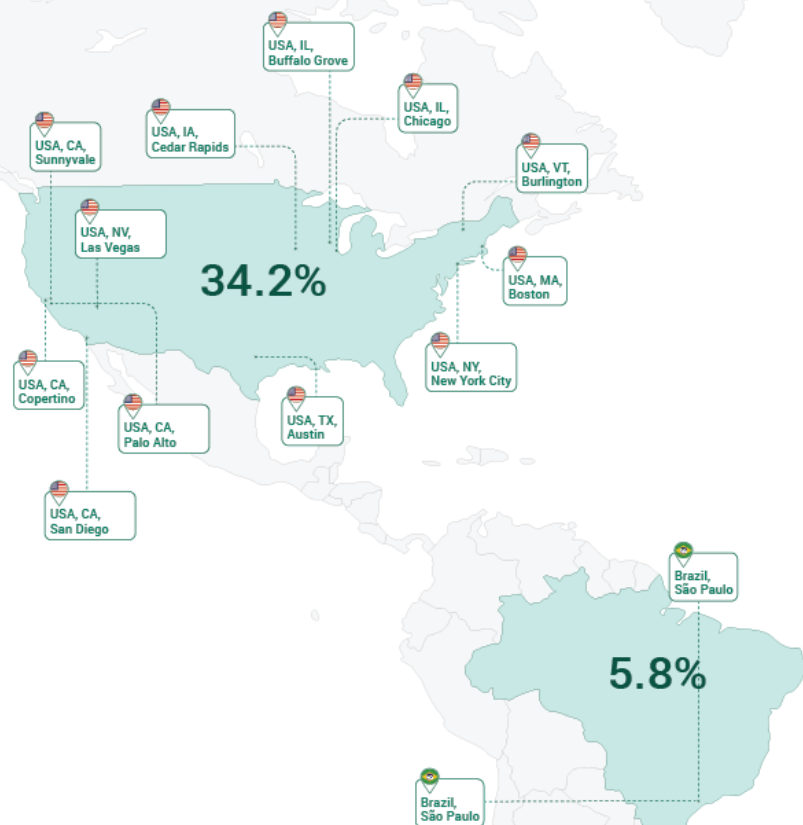 USA, IL,
Buffalo Grove
USA, IL,
Chicago
USA, IA,
Cedar Rapids
USA, CA,
Sunnyvale
USA, VT,
Burlington
USA, NV,
Las Vegas
34.2%
USA, MA,
Boston
USA, NY,
New York City
USA, CA,
Copertino
USA, CA,
Palo Alto
USA, TX,
Austin
USA, CA,
San Diego
Brazil,
São Paulo
5.8%
Brazil,
São Paulo